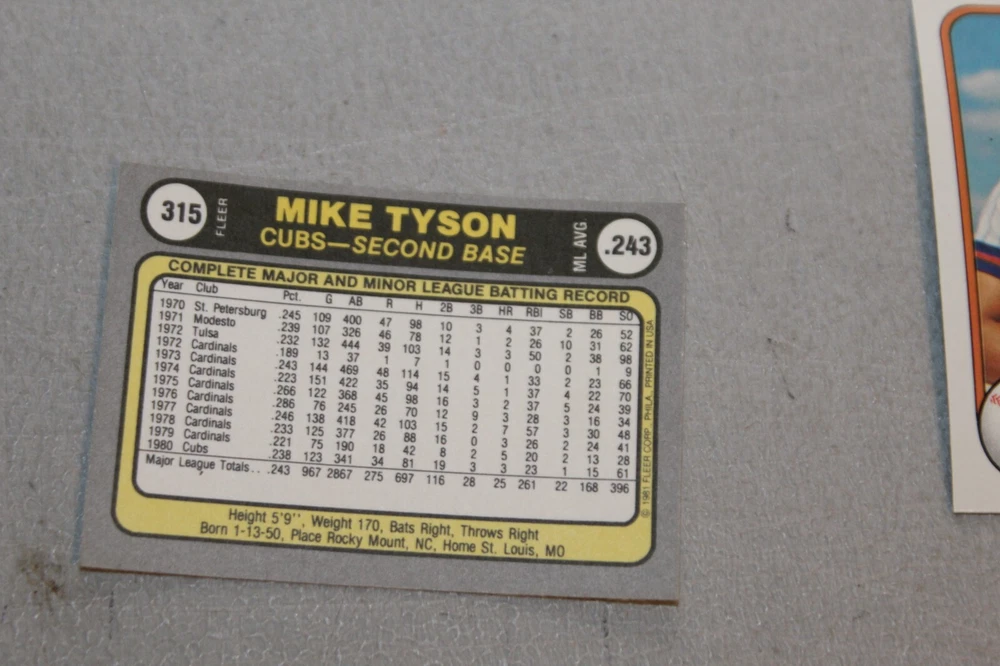 315 FLEER MIKE TYSON ML AVG .243
CUBS—SECOND BASE
COMPLETE MAJOR AND MINOR LEAGUE BATTING RECORD
Year Club Pct. G AB R H 2B 3B HR RBI SB BB SO
1970 St. Petersburg .245 109 400 47 98 10 3 4 37 2 26 52
1971 Modesto .239 107 326 46 78 12 1 2 26 10 31 62
1972 Tulsa .232 132 444 39 103 14 3 3 50 2 38 98
1972 Cardinals .189 13 37 1 7 1 0 0 0 0 1 9
1973 Cardinals .243 144 469 48 114 15 4 1 33 2 23 66
1974 Cardinals .223 151 422 35 94 14 5 1 37 4 22 70
1975 Cardinals .266 122 368 45 98 16 3 2 37 5 24 39
1976 Cardinals .286 76 245 26 70 12 9 3 28 3 16 34
1977 Cardinals .246 138 418 42 103 15 2 7 57 3 30 48
1978 Cardinals .233 125 377 26 88 16 0 3 26 2 24 41
1979 Cardinals .221 75 190 18 42 8 2 5 20 2 13 28
1980 Cubs .238 123 341 34 81 19 3 3 23 1 15 61
Major League Totals . . .243 967 2867 275 697 116 28 25 261 22 168 396
© 1981 FLEER CORP., PHILA., PRINTED IN USA
Height 5'9'', Weight 170, Bats Right, Throws Right
Born 1-13-50, Place Rocky Mount, NC, Home St. Louis, MO